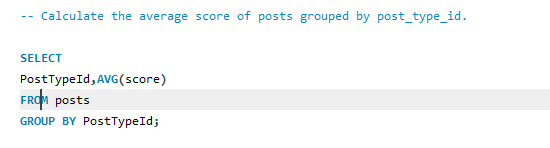 -- Calculate the average score of posts grouped by post_type_id.
SELECT
PostTypeId,AVG(score)
FROM posts
GROUP BY PostTypeId;